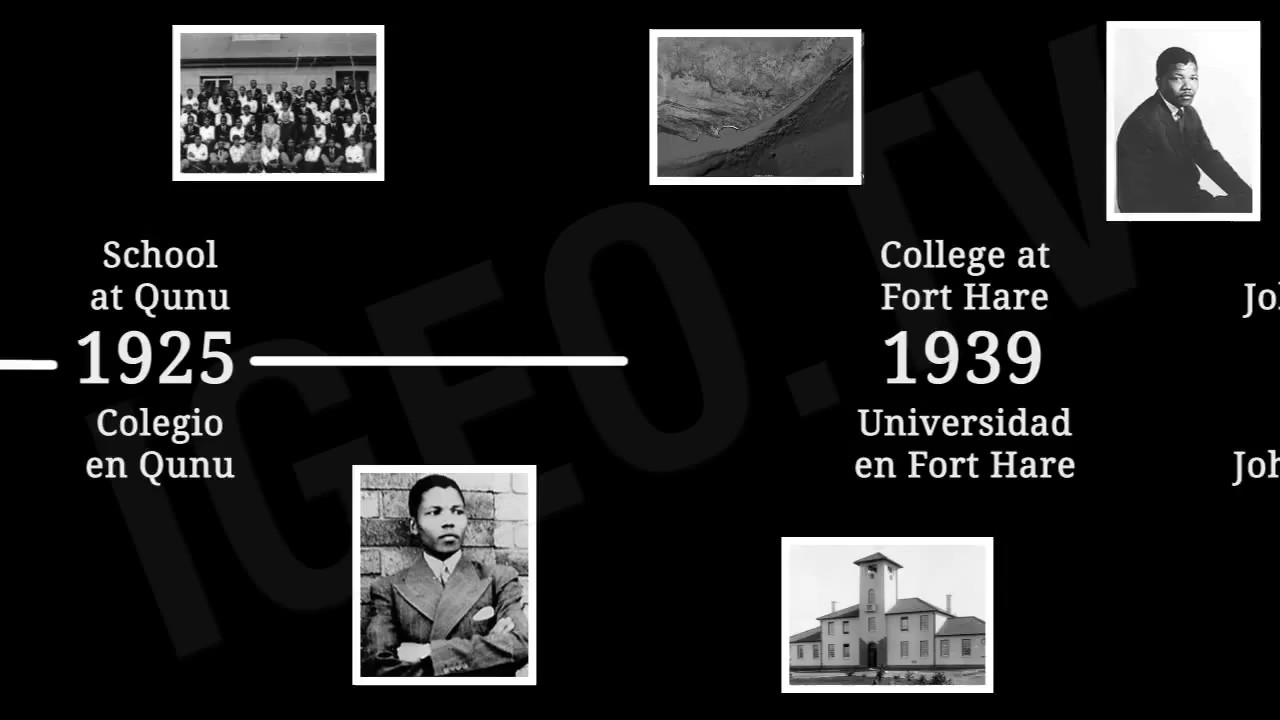 School
at Qunu
1925
Colegio
en Qunu
College at
Fort Hare
1939
Universidad
en Fort Hare
IGEO.TV